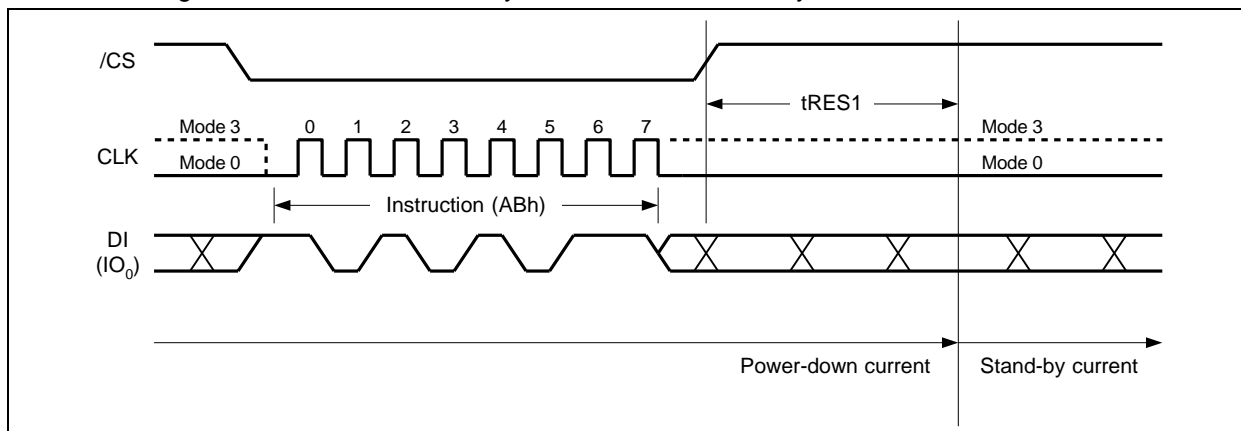 /CS
tRES1
Mode 3 0 1 2 3 4 5 6 7 Mode 3
CLK
Mode 0 Mode 0
Instruction (ABh)
DI
(IO0)
Power-down current Stand-by current